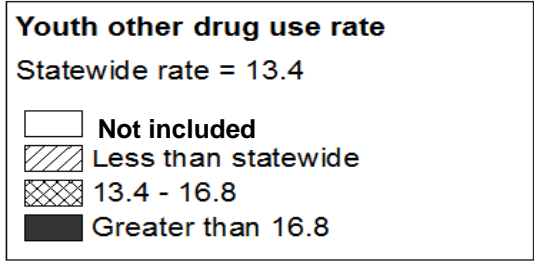 Youth other drug use rate
Statewide rate = 13.4
Not included
Less than statewide
13.4 - 16.8
Greater than 16.8